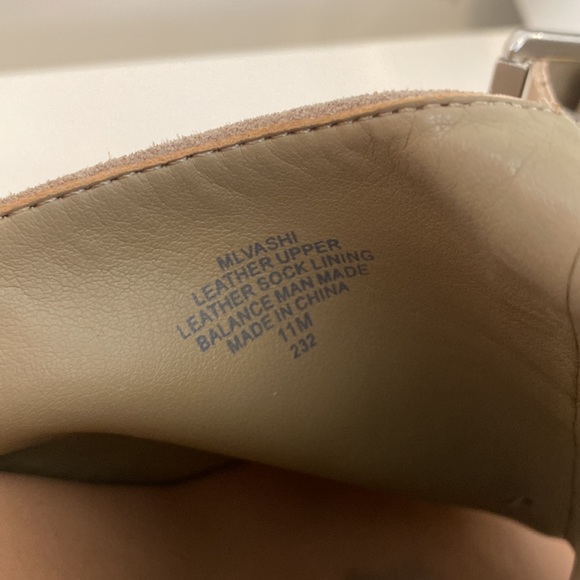 MLVASHI
LEATHER UPPER
LEATHER SOCK LINING
BALANCE MAN MADE
MADE IN CHINA
11M
232